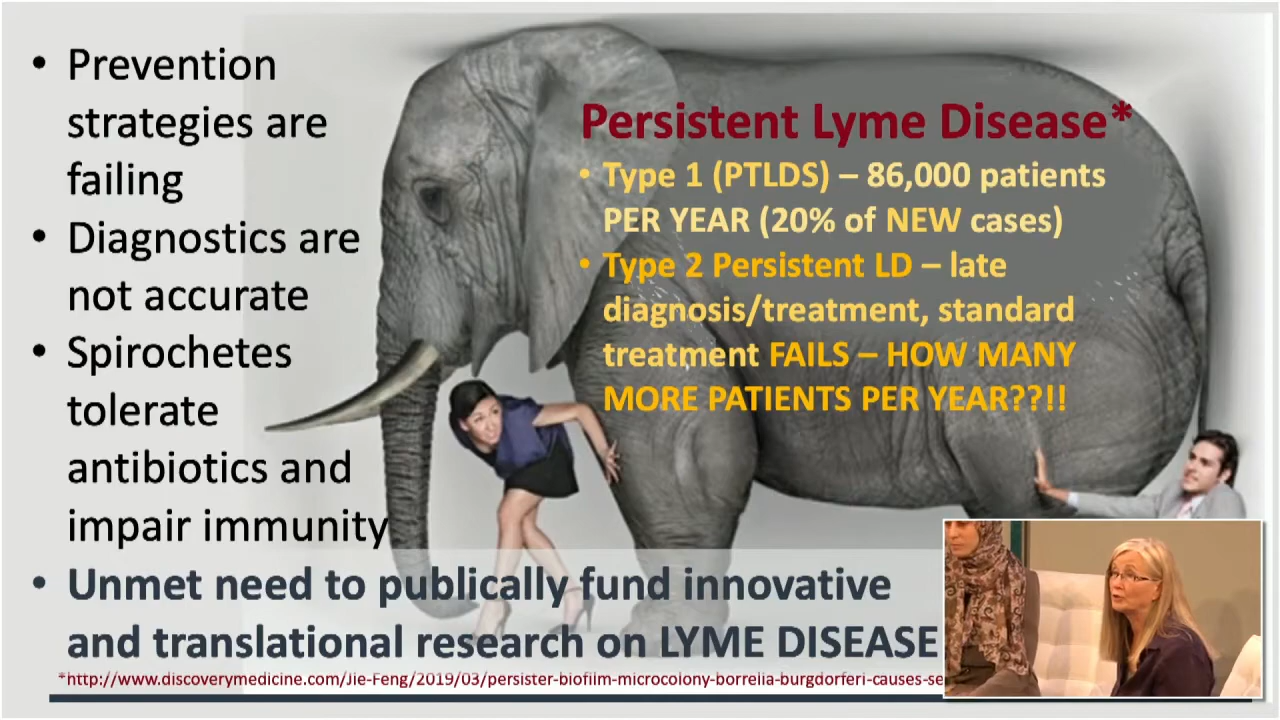 • Prevention
strategies are
failing
• Diagnostics are
not accurate
• Spirochetes
tolerate
antibiotics and
impair immunity
• Unmet need to publically fund innovative
and translational research on LYME DISEASE
Persistent Lyme Disease*
• Type 1 (PTLDS) – 86,000 patients
PER YEAR (20% of NEW cases)
• Type 2 Persistent LD – late
diagnosis/treatment, standard
treatment FAILS – HOW MANY
MORE PATIENTS PER YEAR??!!
*http://www.discoverymedicine.com/Jie-Feng/2019/03/persister-biofilm-microcolony-borrelia-burgdorferi-causes-se